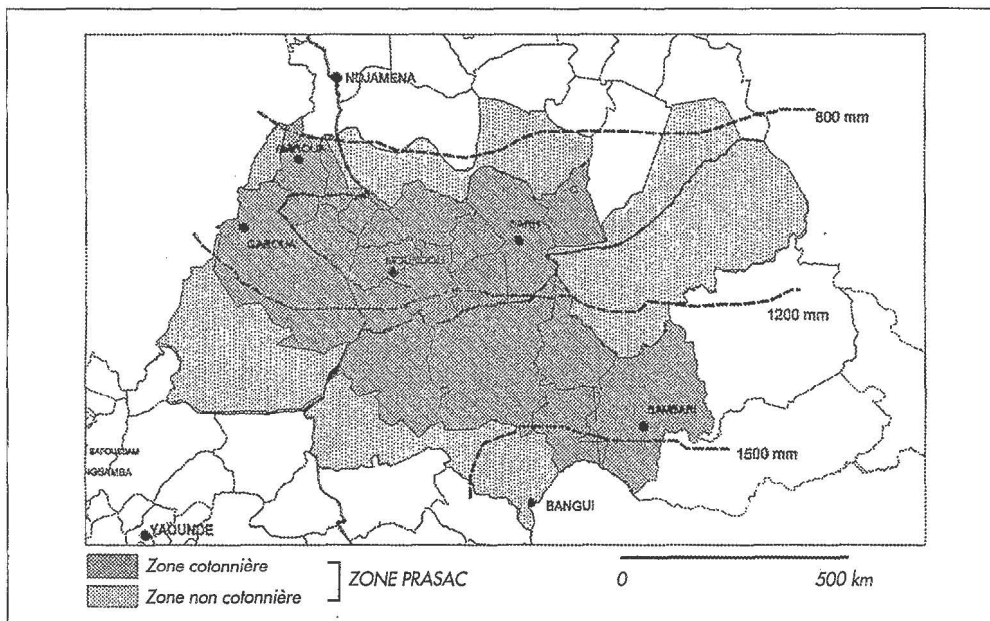 NDJAMENA
800 mm
GAROUA
MOUNDOU
SARH
1200 mm
BAMBARI
1500 mm
BANGUI
YAOUNDE
Zone cotonnière
Zone non cotonnière
ZONE PRASAC
0 500 km